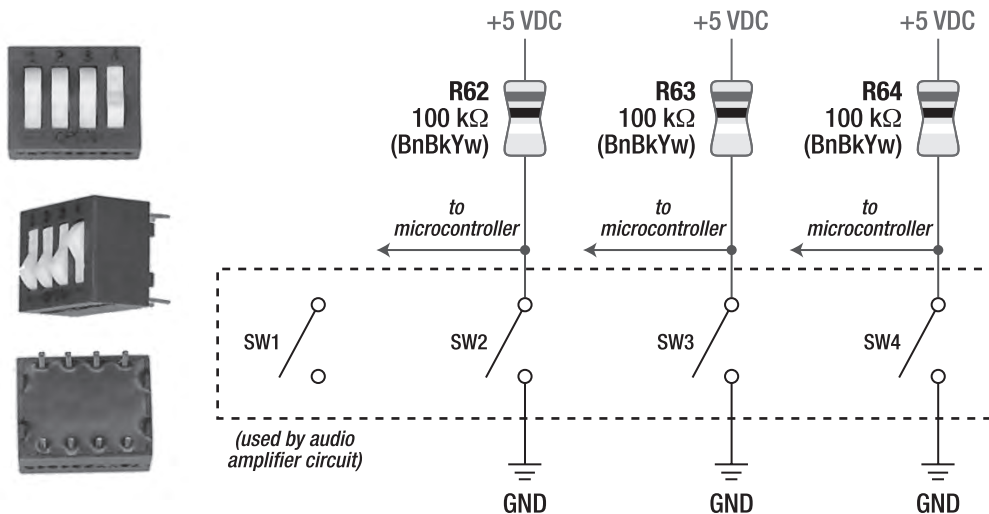 +5 VDC
+5 VDC
+5 VDC
R62
100 kΩ
(BnBkYw)
R63
100 kΩ
(BnBkYw)
R64
100 kΩ
(BnBkYw)
to
microcontroller
to
microcontroller
to
microcontroller
SW1
SW2
SW3
SW4
(used by audio
amplifier circuit)
GND
GND
GND